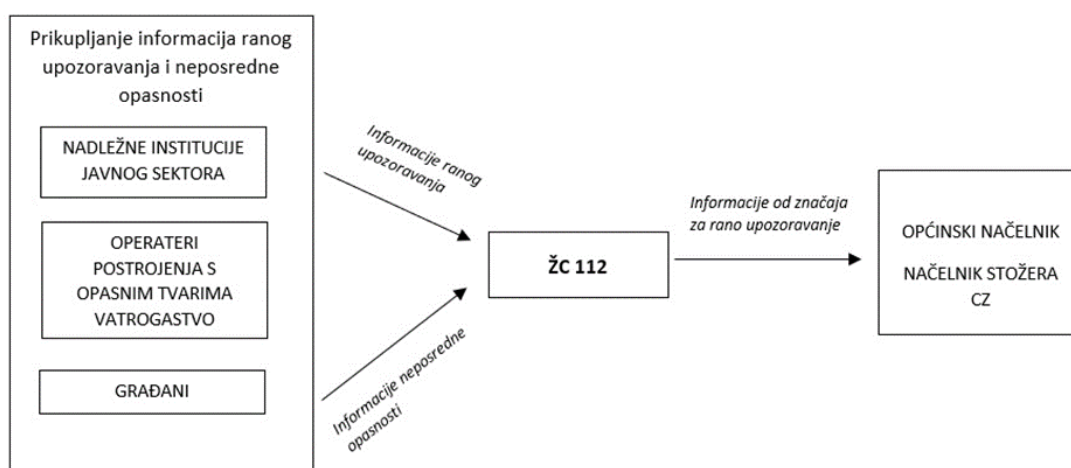 Prikupljanje informacija ranog
upozoravanja i neposredne
opasnosti
NADLEŽNE INSTITUCIJE
JAVNOG SEKTORA
OPERATERI
POSTROJENJA S
OPASNIM TVARIMA
VATROGASTVO
GRAĐANI
Informacije ranog
upozoravanja
Informacije neposredne
opasnosti
ŽC 112
Informacije od značaja
za rano upozoravanje
OPĆINSKI NAČELNIK
NAČELNIK STOŽERA
CZ